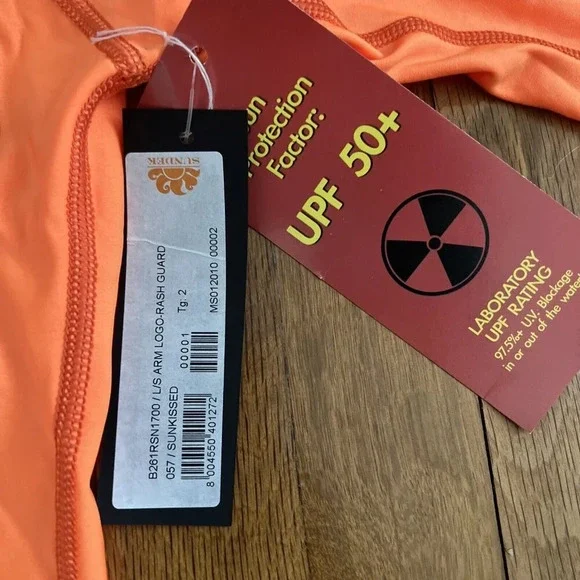 SUNDEK
B261RSN1700 / L/S ARM LOGO-RASH GUARD
057 / SUNKISSED
00001
Tg: 2
8 004550 401272
MS012010 00002
Protection
Factor:
UPF 50+
LABORATORY
UPF RATING
97.5%+ U.V. Blockage
in or out of the water